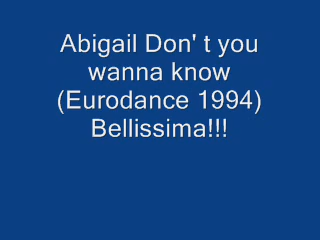 Abigail Don' t you
wanna know
(Eurodance 1994)
Bellissima!!!